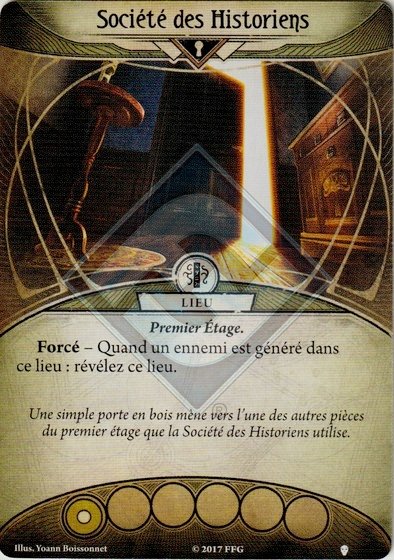 Société des Historiens
LIEU
Premier Étage.
Forcé – Quand un ennemi est généré dans
ce lieu : révélez ce lieu.
Une simple porte en bois mène vers l'une des autres pièces
du premier étage que la Société des Historiens utilise.
Illus. Yoann Boissonnet
© 2017 FFG